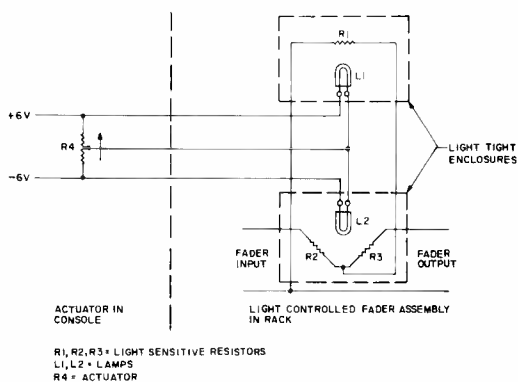 R1
L1
+6V
R4
-6V
LIGHT TIGHT
ENCLOSURES
L2
FADER
INPUT
R2
R3
FADER
OUTPUT
ACTUATOR IN
CONSOLE
LIGHT CONTROLLED FADER ASSEMBLY
IN RACK
R1, R2, R3 = LIGHT SENSITIVE RESISTORS
L1, L2 = LAMPS
R4 = ACTUATOR